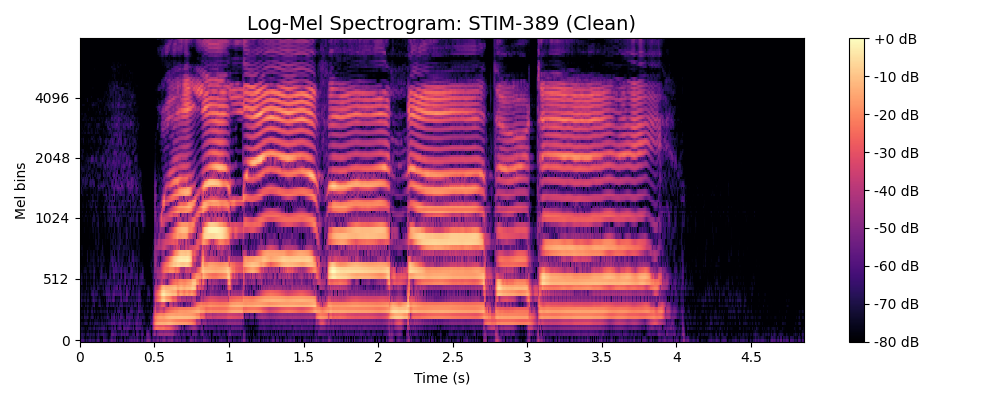 Log-Mel Spectrogram: STIM-389 (Clean)
Mel bins
4096
2048
1024
512
0
0 0.5 1 1.5 2 2.5 3 3.5 4 4.5
Time (s)
+0 dB
-10 dB
-20 dB
-30 dB
-40 dB
-50 dB
-60 dB
-70 dB
-80 dB